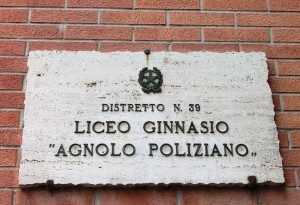 DISTRETTO N. 39
LICEO GINNASIO
"AGNOLO POLIZIANO„